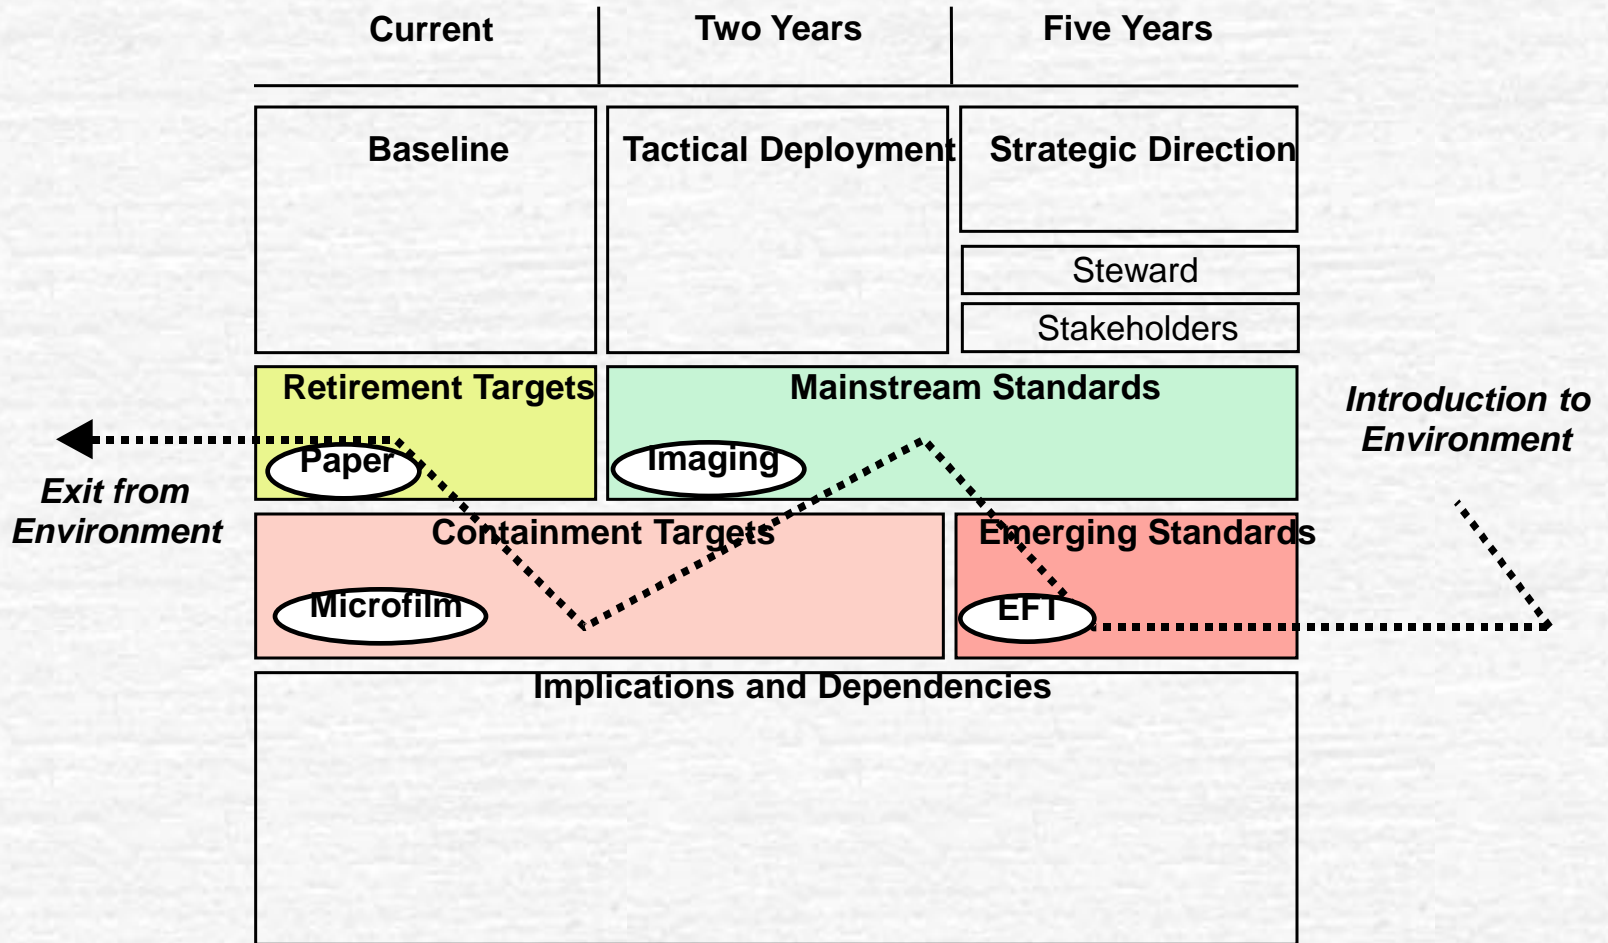 Current
Two Years
Five Years
Baseline
Tactical Deployment
Strategic Direction
Steward
Stakeholders
Retirement Targets
Mainstream Standards
Introduction to
Environment
Paper
Imaging
Exit from
Environment
Containment Targets
Emerging Standards
Microfilm
EFT
Implications and Dependencies